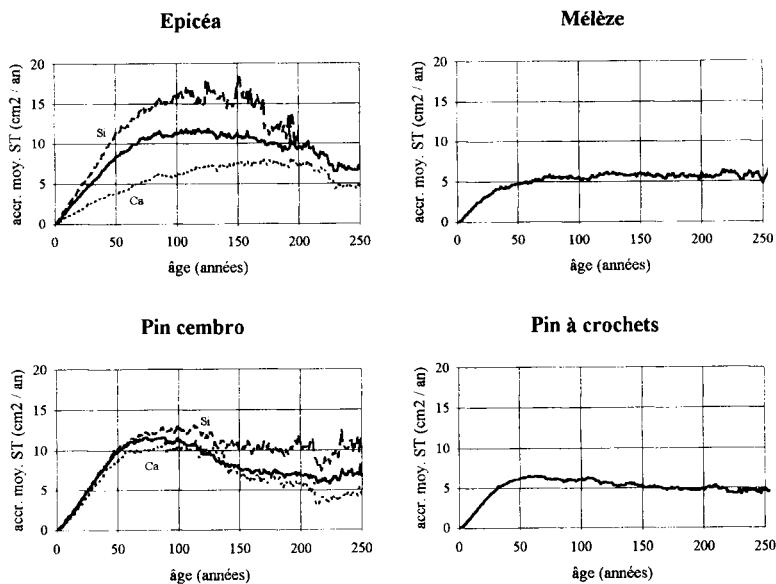 Epicéa
accr. moy. ST (cm2 / an)
20
15
10
5
0
Si
Ca
0 50 100 150 200 250
âge (années)
Mélèze
accr. moy. ST (cm2 / an)
20
15
10
5
0
0 50 100 150 200 250
âge (années)
Pin cembro
accr. moy. ST (cm2 / an)
20
15
10
5
0
Si
Ca
0 50 100 150 200 250
âge (années)
Pin à crochets
accr. moy. ST (cm2 / an)
20
15
10
5
0
0 50 100 150 200 250
âge (années)